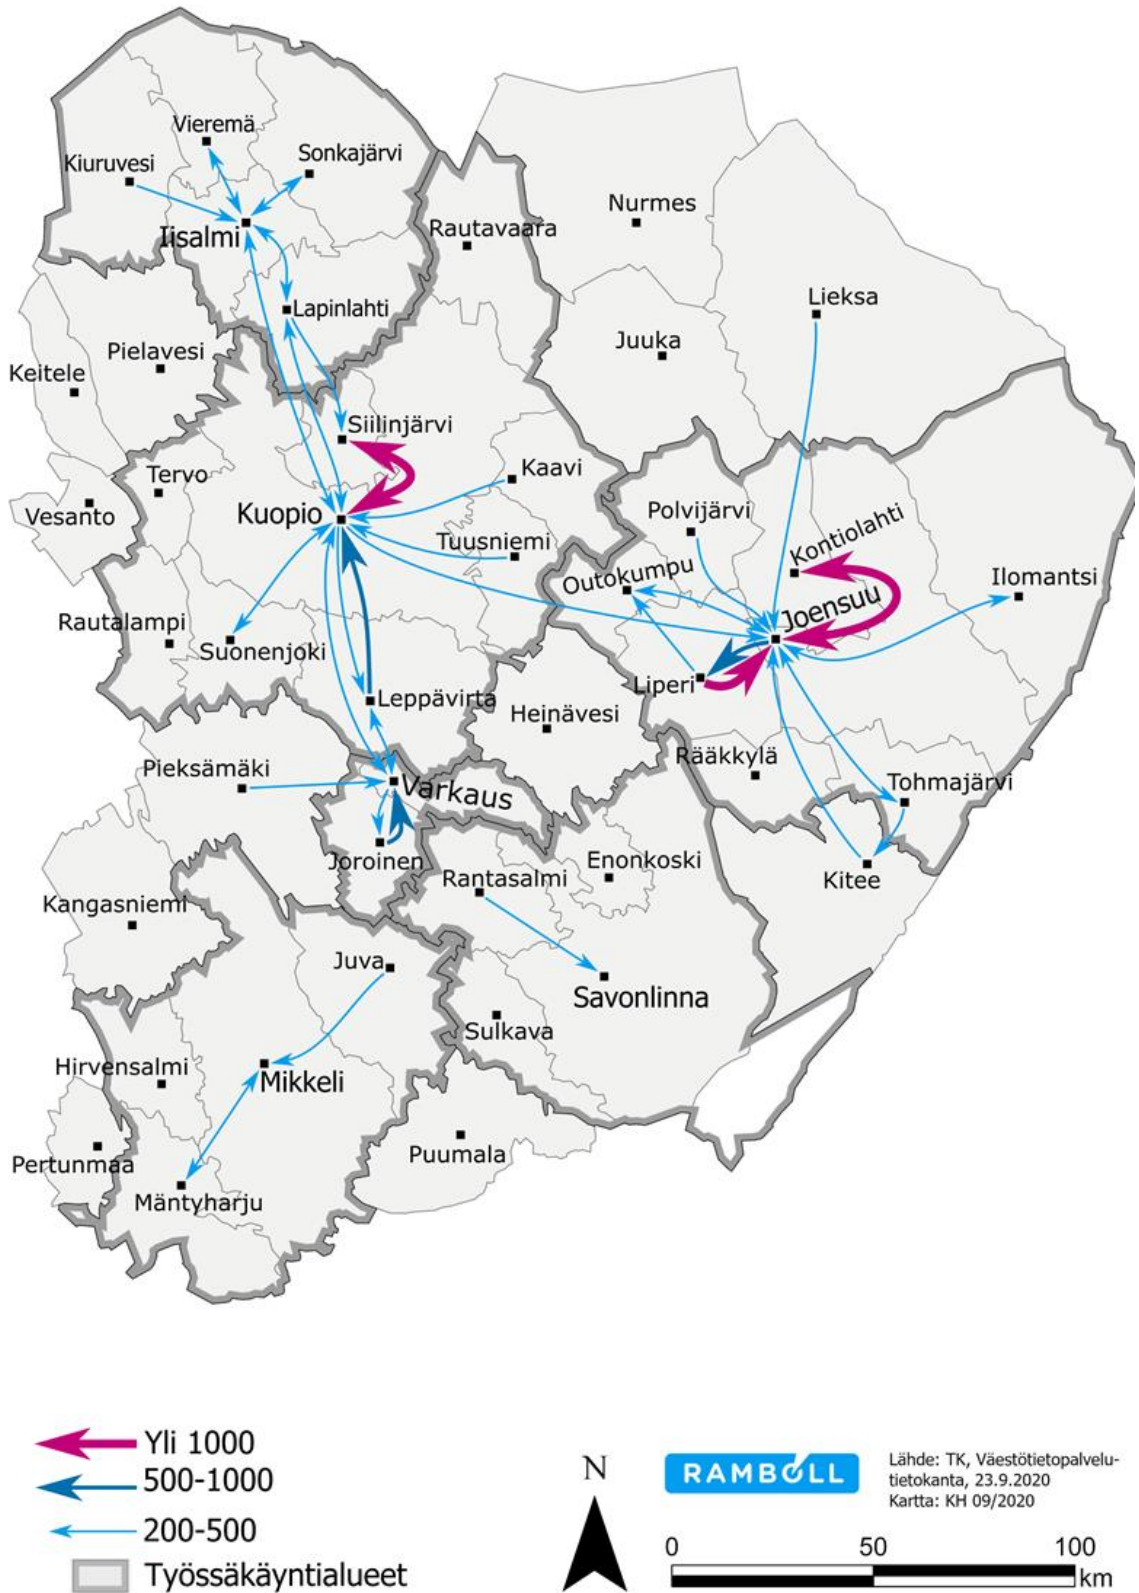 Vieremä
Kiuruvesi
Sonkajärvi
Iisalmi
Rautavaara
Nurmes
Lapinlahti
Lieksa
Pielavesi
Juuka
Keitele
Siilinjärvi
Tervo
Kaavi
Vesanto
Kuopio
Polvijärvi
Kontiolahti
Tuusniemi
Outokumpu
Ilomantsi
Joensuu
Rautalampi
Suonenjoki
Liperi
Leppävirta
Heinävesi
Rääkkylä
Pieksämäki
Varkaus
Tohmajärvi
Joroinen
Rantasalmi
Enonkoski
Kitee
Kangasniemi
Juva
Savonlinna
Sulkava
Hirvensalmi
Mikkeli
Pertunmaa
Puumala
Mäntyharju
Yli 1000
500-1000
200-500
Työssäkäyntialueet
N
RAMBOLL
Lähde: TK, Väestötietopalvelu-
tietokanta, 23.9.2020
Kartta: KH 09/2020
0 50 100
km